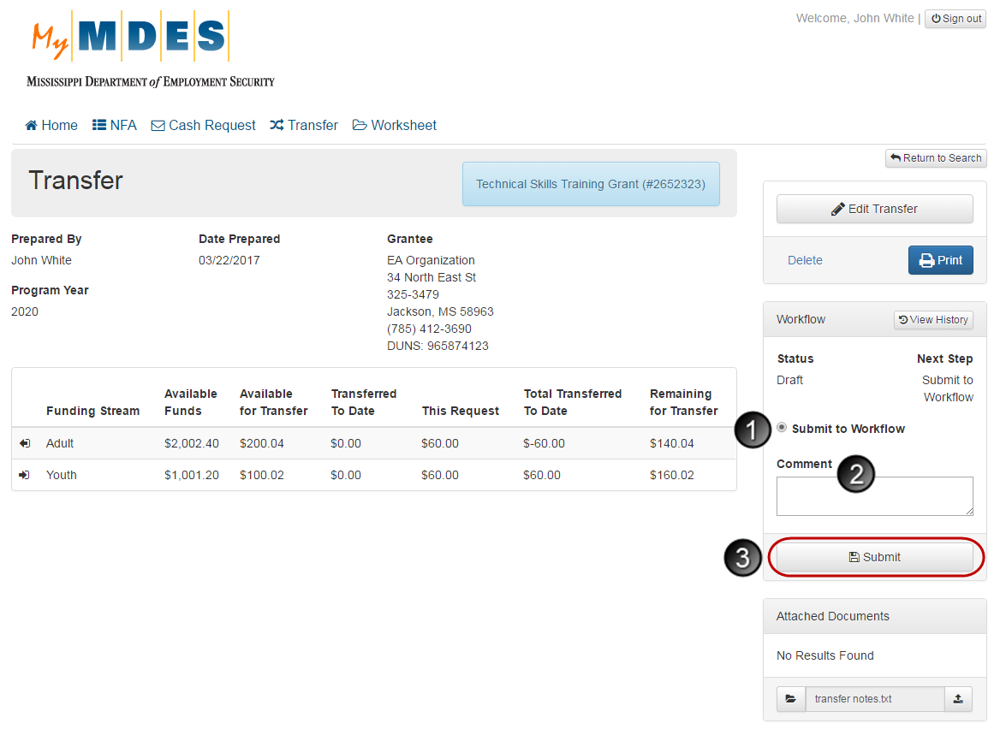 Welcome, John White | Sign out
My MDES
MISSISSIPPI DEPARTMENT of EMPLOYMENT SECURITY
Home NFA Cash Request Transfer Worksheet
Return to Search
Transfer
Technical Skills Training Grant (#2652323)
Edit Transfer
Delete Print
Prepared By Date Prepared Grantee
John White 03/22/2017 EA Organization
34 North East St
Program Year 325-3479
2020 Jackson, MS 58963
(785) 412-3690
DUNS: 965874123
Workflow View History
Status Next Step
Draft Submit to
Workflow
1 Submit to Workflow
Comment 2
3 Submit
Available Available Transferred Total Transferred Remaining
Funding Stream Funds for Transfer To Date This Request To Date for Transfer
Adult $2,002.40 $200.04 $0.00 $60.00 $-60.00 $140.04
Youth $1,001.20 $100.02 $0.00 $60.00 $60.00 $160.02
Attached Documents
No Results Found
transfer notes.txt